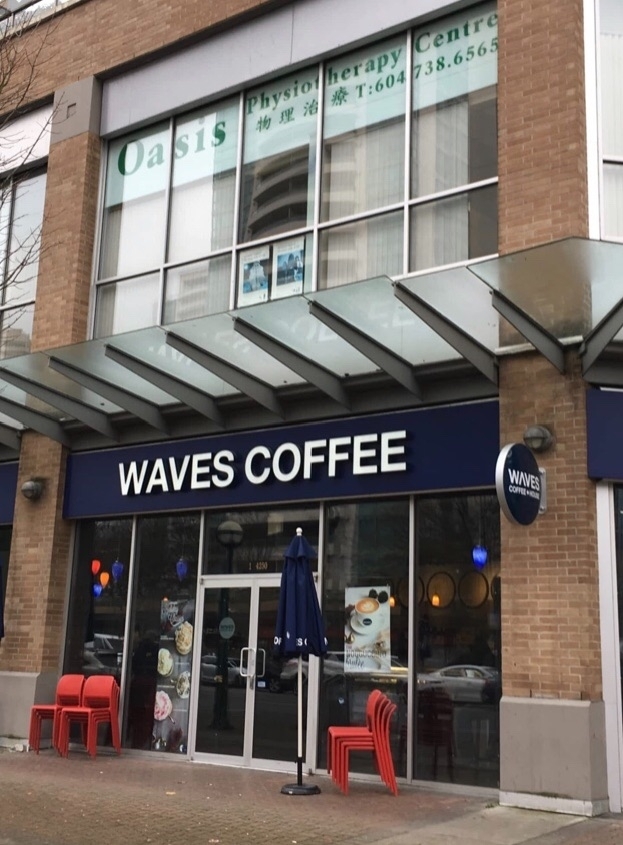 Oasis Physiotherapy Centre
物理治療 T:604.738.6565
WAVES COFFEE
WAVES
COFFEE HOUSE